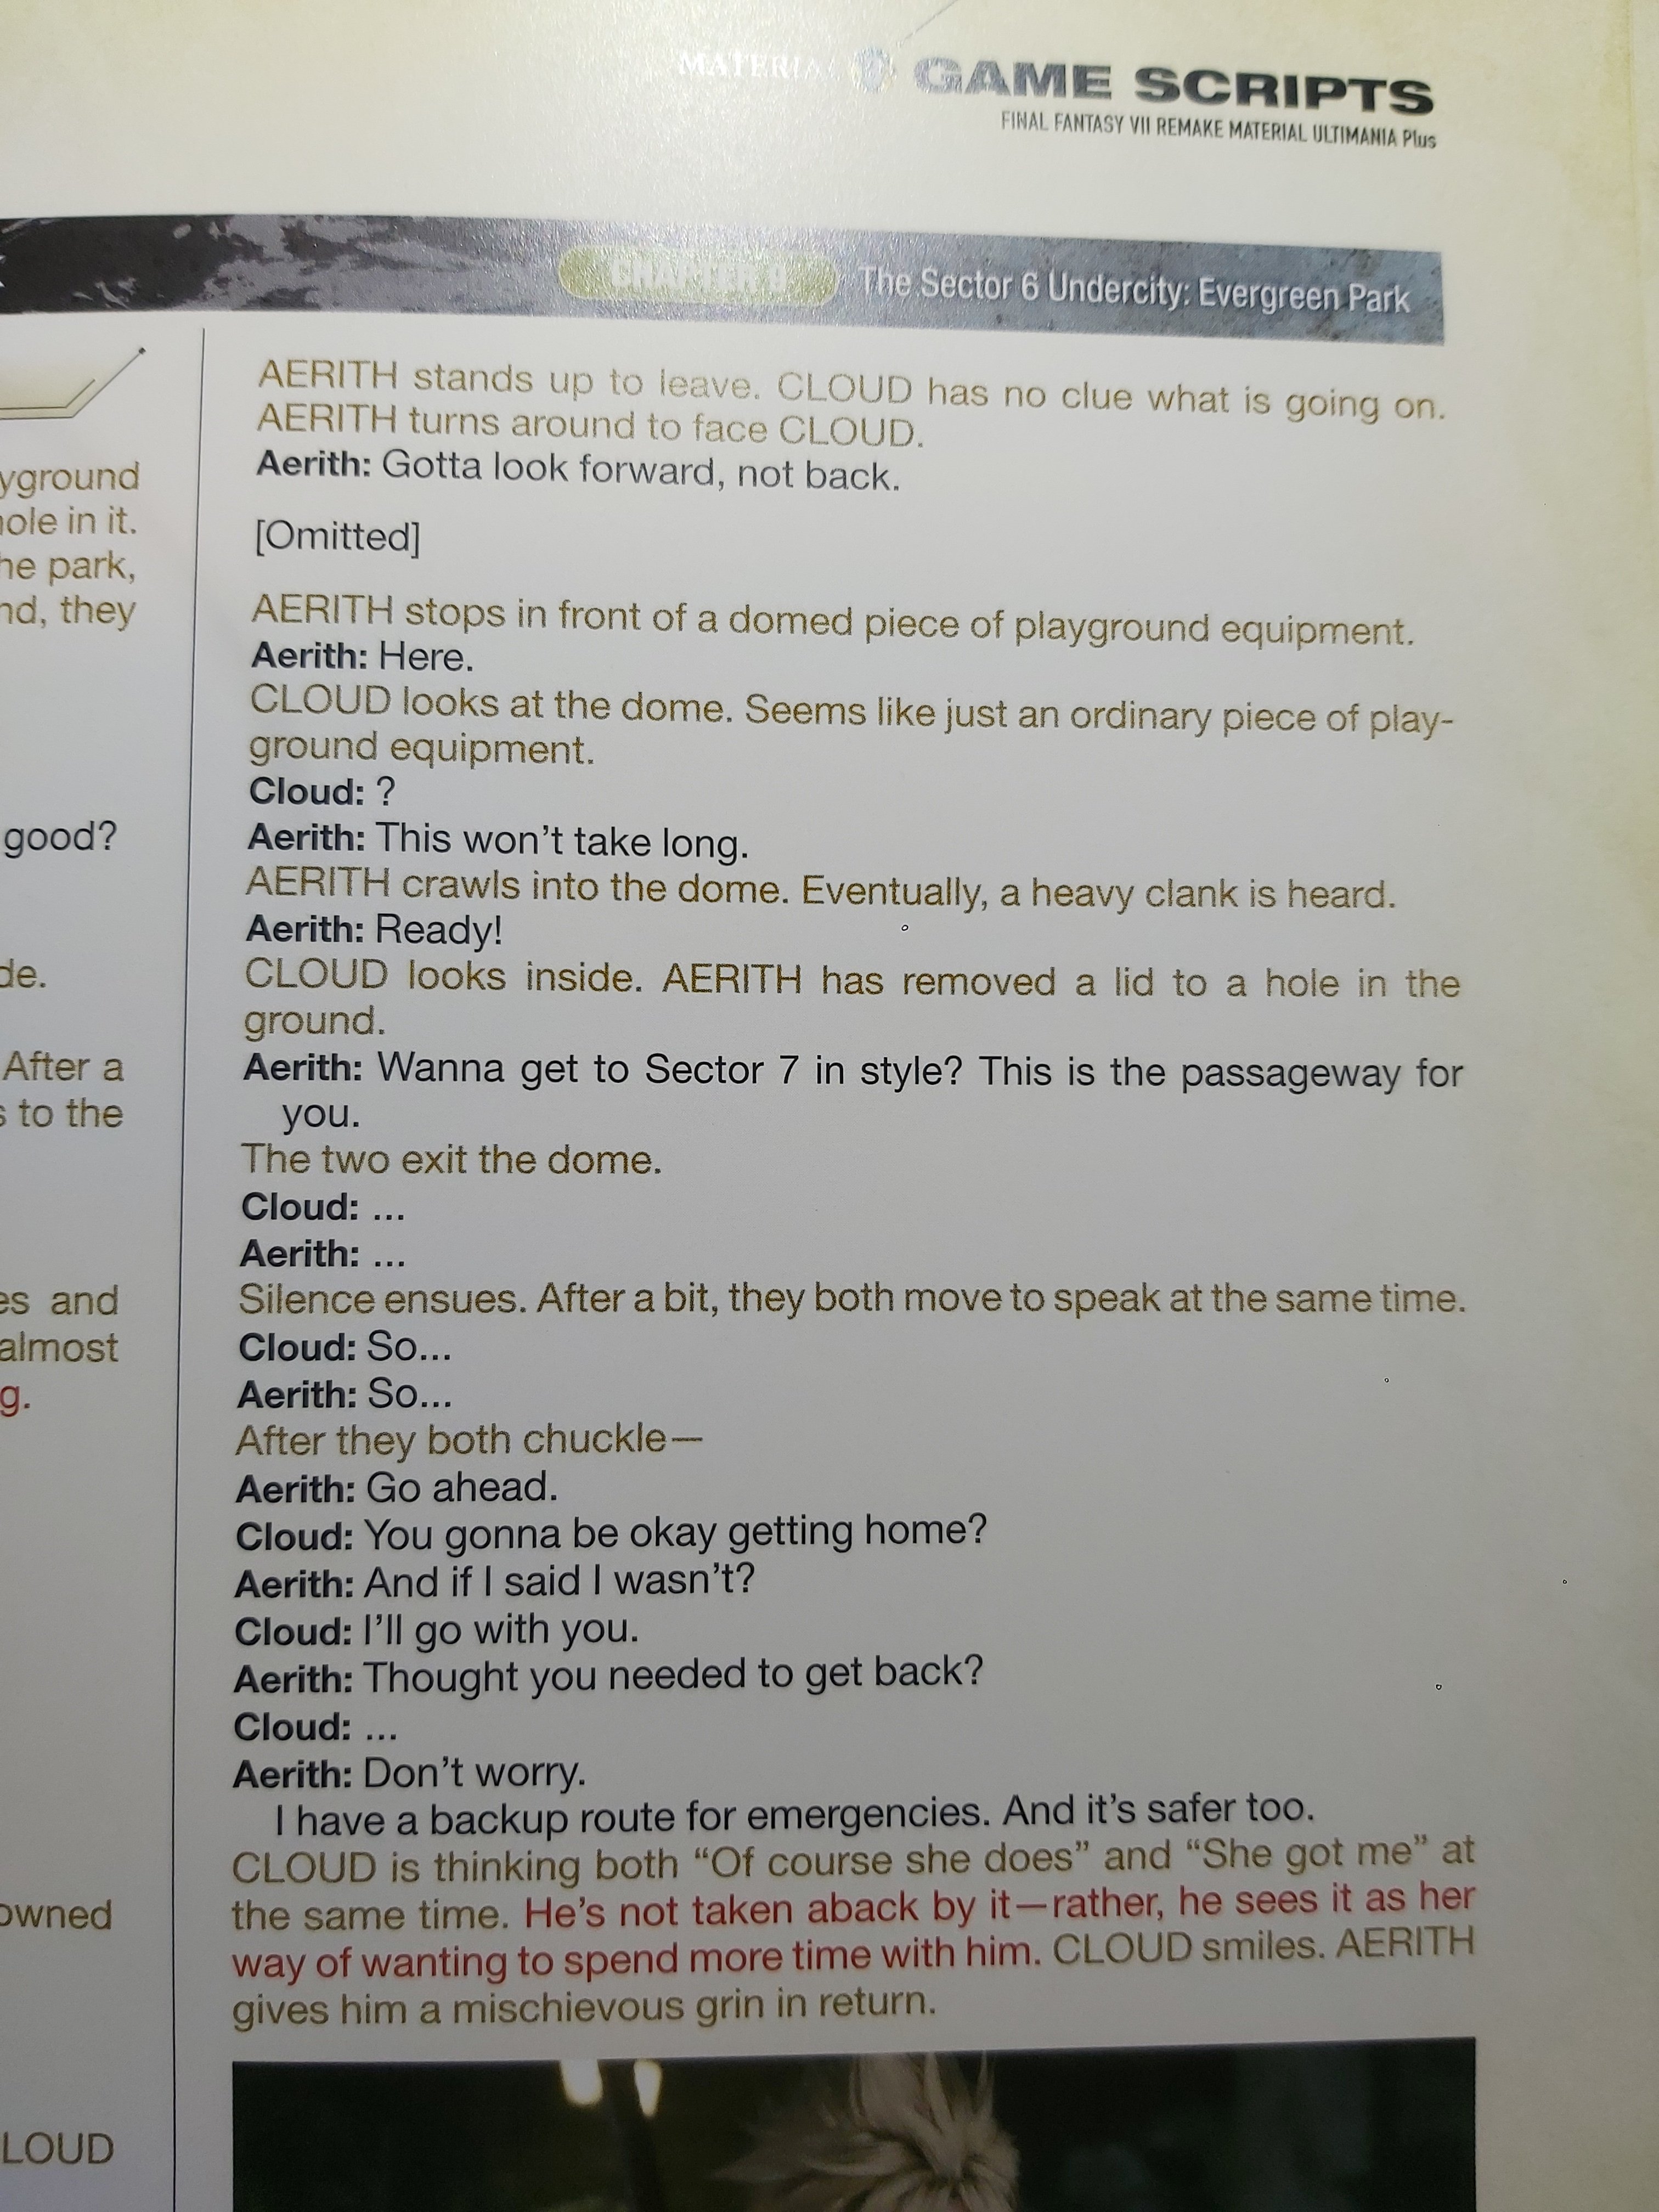 MATERIAL GAME SCRIPTS
FINAL FANTASY VII REMAKE MATERIAL ULTIMANIA Plus
CHAPTER 9 The Sector 6 Undercity: Evergreen Park
yground
hole in it.
he park,
nd, they
good?
de.
After a
s to the
es and
almost
g.
owned
LOUD
AERITH stands up to leave. CLOUD has no clue what is going on.
AERITH turns around to face CLOUD.
Aerith: Gotta look forward, not back.
[Omitted]
AERITH stops in front of a domed piece of playground equipment.
Aerith: Here.
CLOUD looks at the dome. Seems like just an ordinary piece of play-
ground equipment.
Cloud: ?
Aerith: This won't take long.
AERITH crawls into the dome. Eventually, a heavy clank is heard.
Aerith: Ready!
CLOUD looks inside. AERITH has removed a lid to a hole in the
ground.
Aerith: Wanna get to Sector 7 in style? This is the passageway for
you.
The two exit the dome.
Cloud: ...
Aerith: ...
Silence ensues. After a bit, they both move to speak at the same time.
Cloud: So...
Aerith: So...
After they both chuckle—
Aerith: Go ahead.
Cloud: You gonna be okay getting home?
Aerith: And if I said I wasn't?
Cloud: I'll go with you.
Aerith: Thought you needed to get back?
Cloud: ...
Aerith: Don't worry.
I have a backup route for emergencies. And it's safer too.
CLOUD is thinking both “Of course she does” and “She got me” at
the same time. He's not taken aback by it—rather, he sees it as her
way of wanting to spend more time with him. CLOUD smiles. AERITH
gives him a mischievous grin in return.